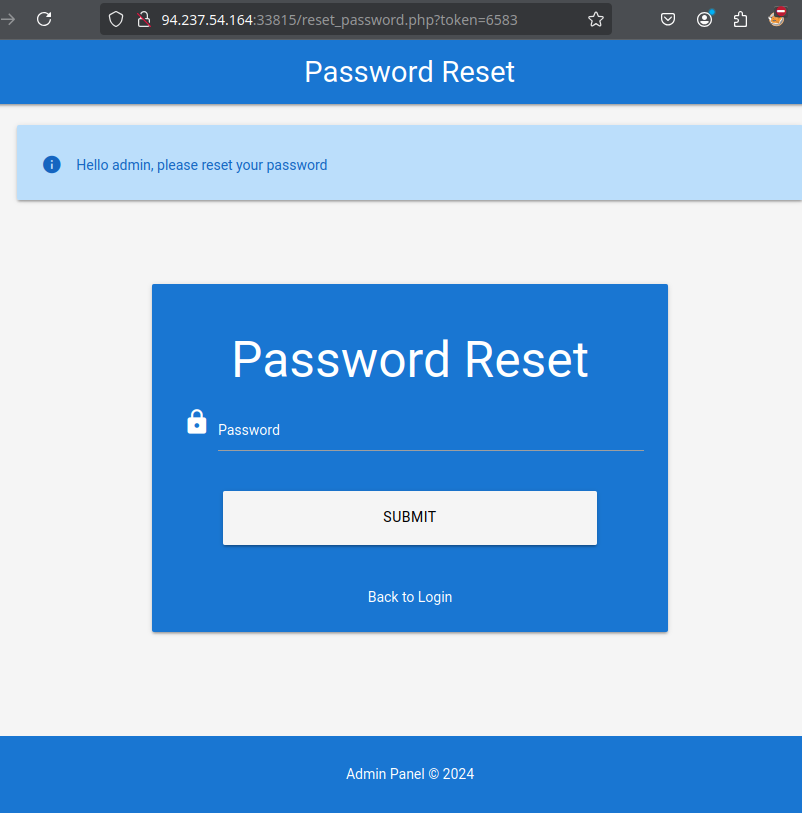 94.237.54.164:33815/reset_password.php?token=6583
Password Reset
Hello admin, please reset your password
Password Reset
Password
SUBMIT
Back to Login
Admin Panel © 2024